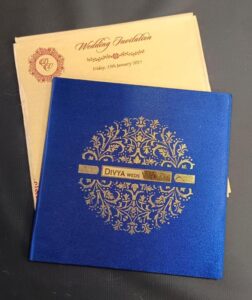 Wedding Invitation
Friday, 13th January 2017
DIVYA WEDS